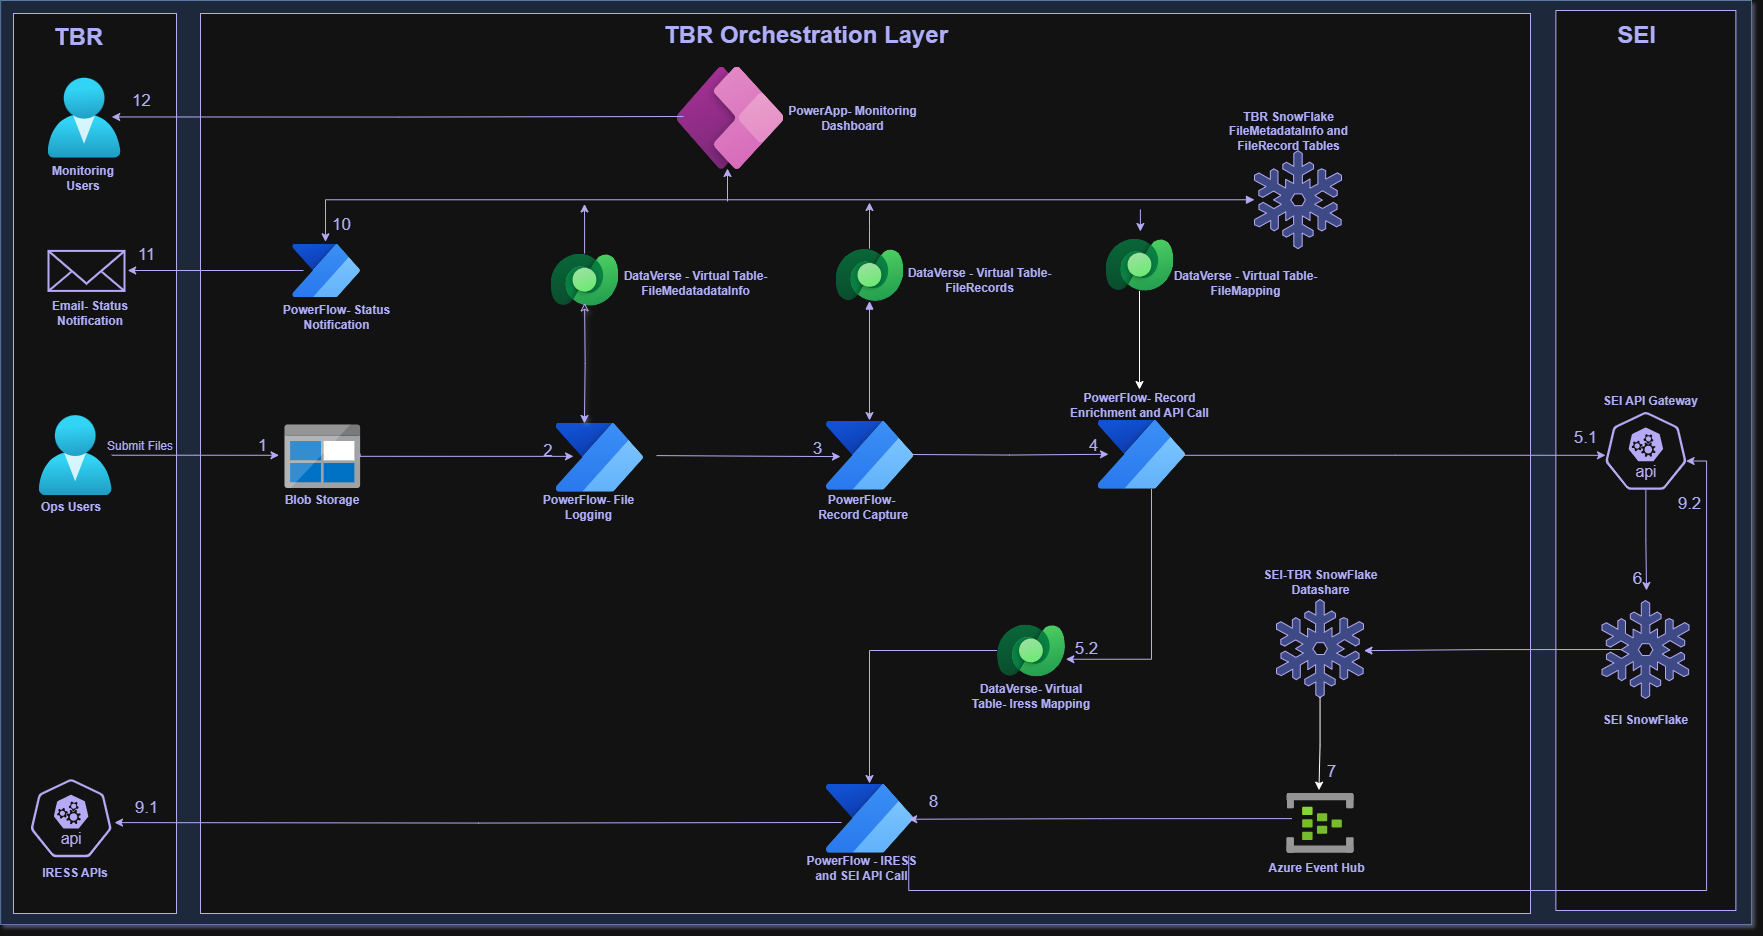 TBR
TBR Orchestration Layer
SEI
12
Monitoring
Users
PowerApp- Monitoring
Dashboard
TBR SnowFlake
FileMetadataInfo and
FileRecord Tables
10
11
Email- Status
Notification
PowerFlow- Status
Notification
DataVerse - Virtual Table-
FileMedatadataInfo
DataVerse - Virtual Table-
FileRecords
DataVerse - Virtual Table-
FileMapping
Submit Files
Ops Users
1
Blob Storage
2
PowerFlow- File
Logging
3
PowerFlow-
Record Capture
PowerFlow- Record
Enrichment and API Call
4
5.1
SEI API Gateway
api
9.2
6
SEI-TBR SnowFlake
Datashare
SEI SnowFlake
5.2
DataVerse- Virtual
Table- Iress Mapping
7
Azure Event Hub
8
PowerFlow - IRESS
and SEI API Call
9.1
api
IRESS APIs